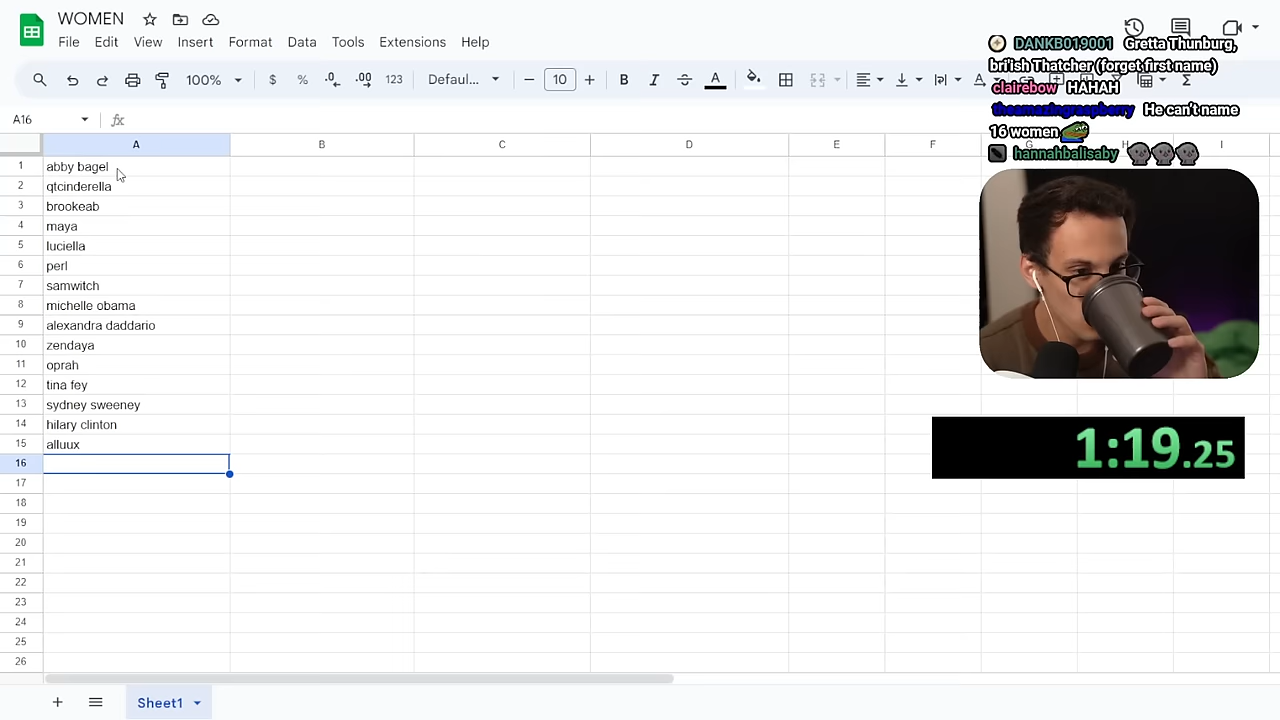 WOMEN
File Edit View Insert Format Data Tools Extensions Help
100% $ % .0 .00 123 Defaul... 10 B I A
A16 fx
A B C D E F G H I
1 abby bagel
2 qtcinderella
3 brookeab
4 maya
5 luciella
6 perl
7 samwitch
8 michelle obama
9 alexandra daddario
10 zendaya
11 oprah
12 tina fey
13 sydney sweeney
14 hilary clinton
15 alluux
16
17
18
19
20
21
22
23
24
25
26
Sheet1
DANKB019001 Gretta Thunburg,
bri'ish Thatcher (forget first name)
clairebow HAHAH
theamazingraspberry He can't name
16 women
hannahbalisaby
1:19.25